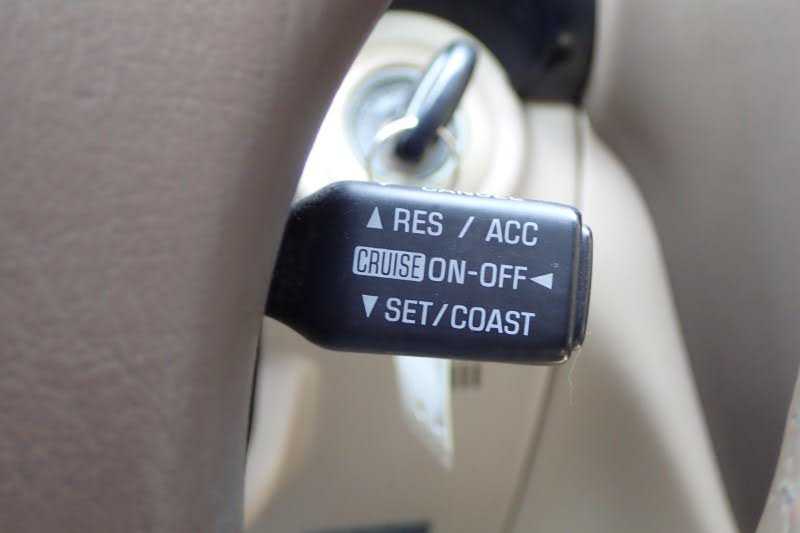 ▲ RES / ACC
CRUISE ON-OFF ◄
▼ SET/COAST